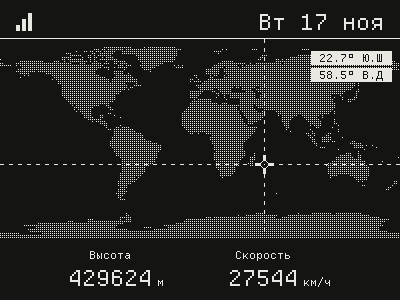 Вт 17 ноя
22.7° Ю.Ш
58.5° В.Д
Высота
429624 м
Скорость
27544 км/ч